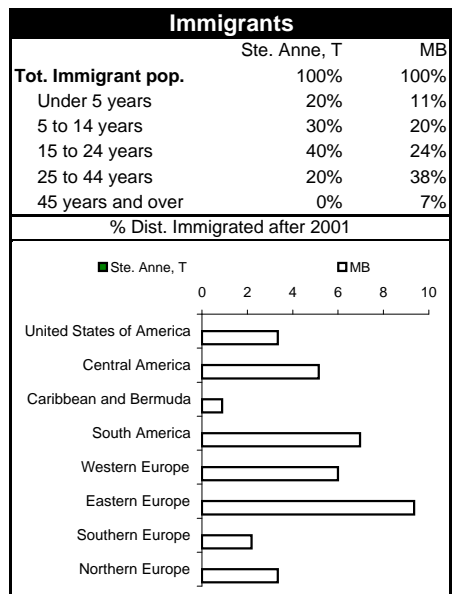 Immigrants
Ste. Anne, T MB
Tot. Immigrant pop. 100% 100%
Under 5 years 20% 11%
5 to 14 years 30% 20%
15 to 24 years 40% 24%
25 to 44 years 20% 38%
45 years and over 0% 7%
% Dist. Immigrated after 2001
Ste. Anne, T MB
0 2 4 6 8 10
United States of America
Central America
Caribbean and Bermuda
South America
Western Europe
Eastern Europe
Southern Europe
Northern Europe